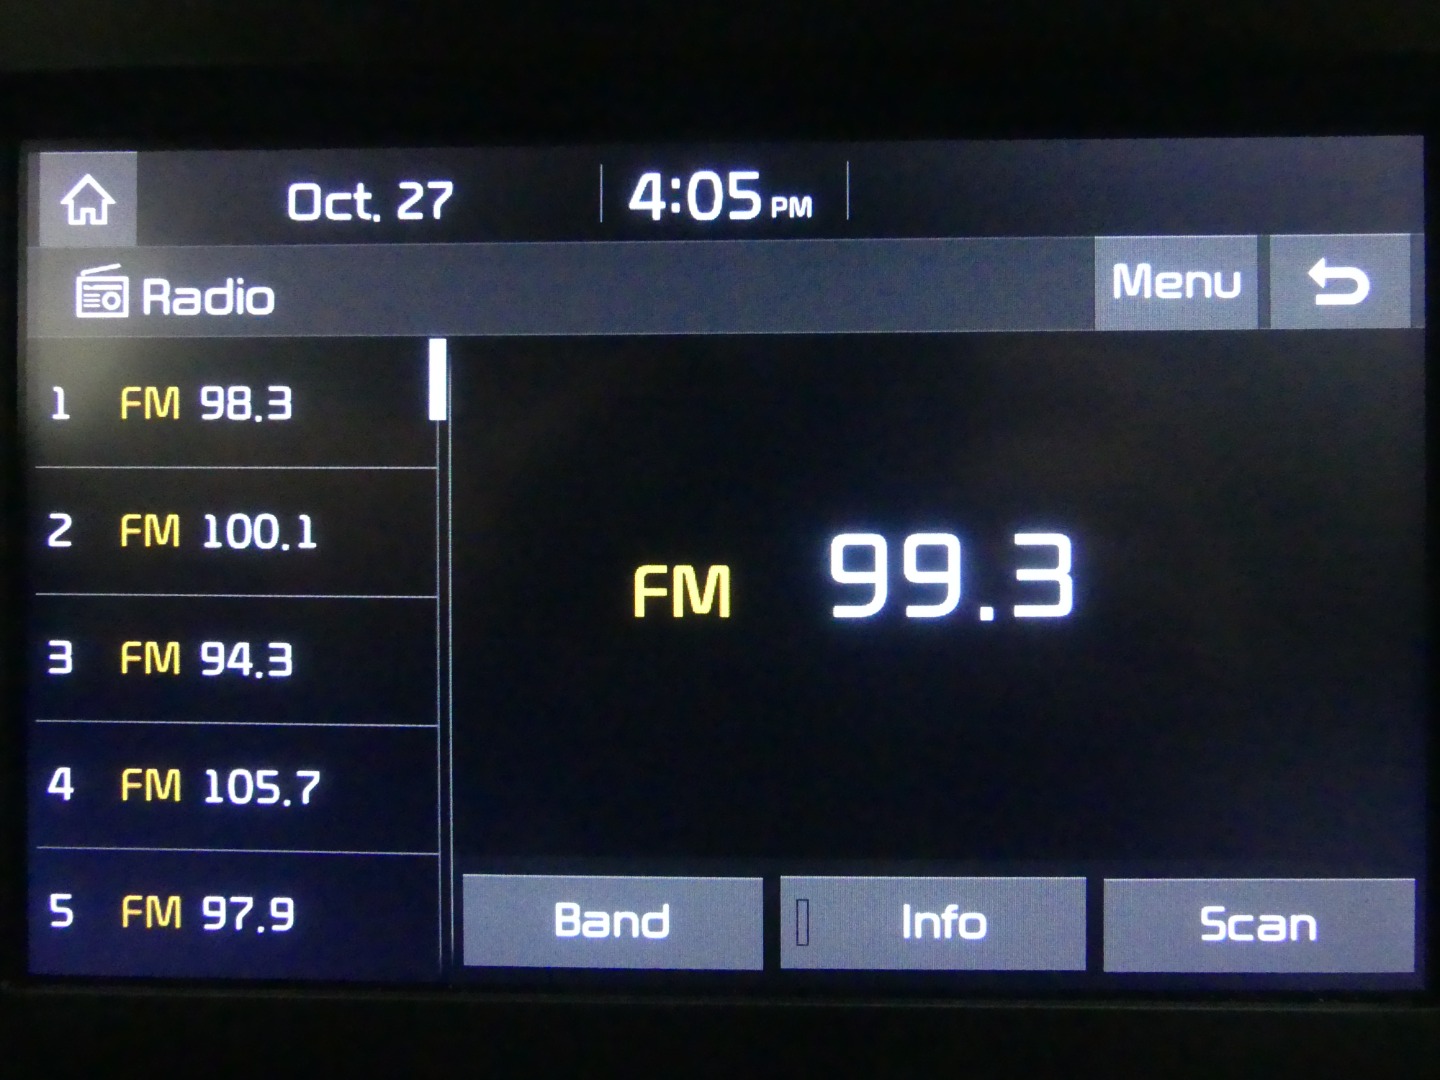 Oct. 27
4:05 PM
Radio
Menu
1 FM 98.3
2 FM 100.1
3 FM 94.3
4 FM 105.7
5 FM 97.9
FM 99.3
Band
Info
Scan